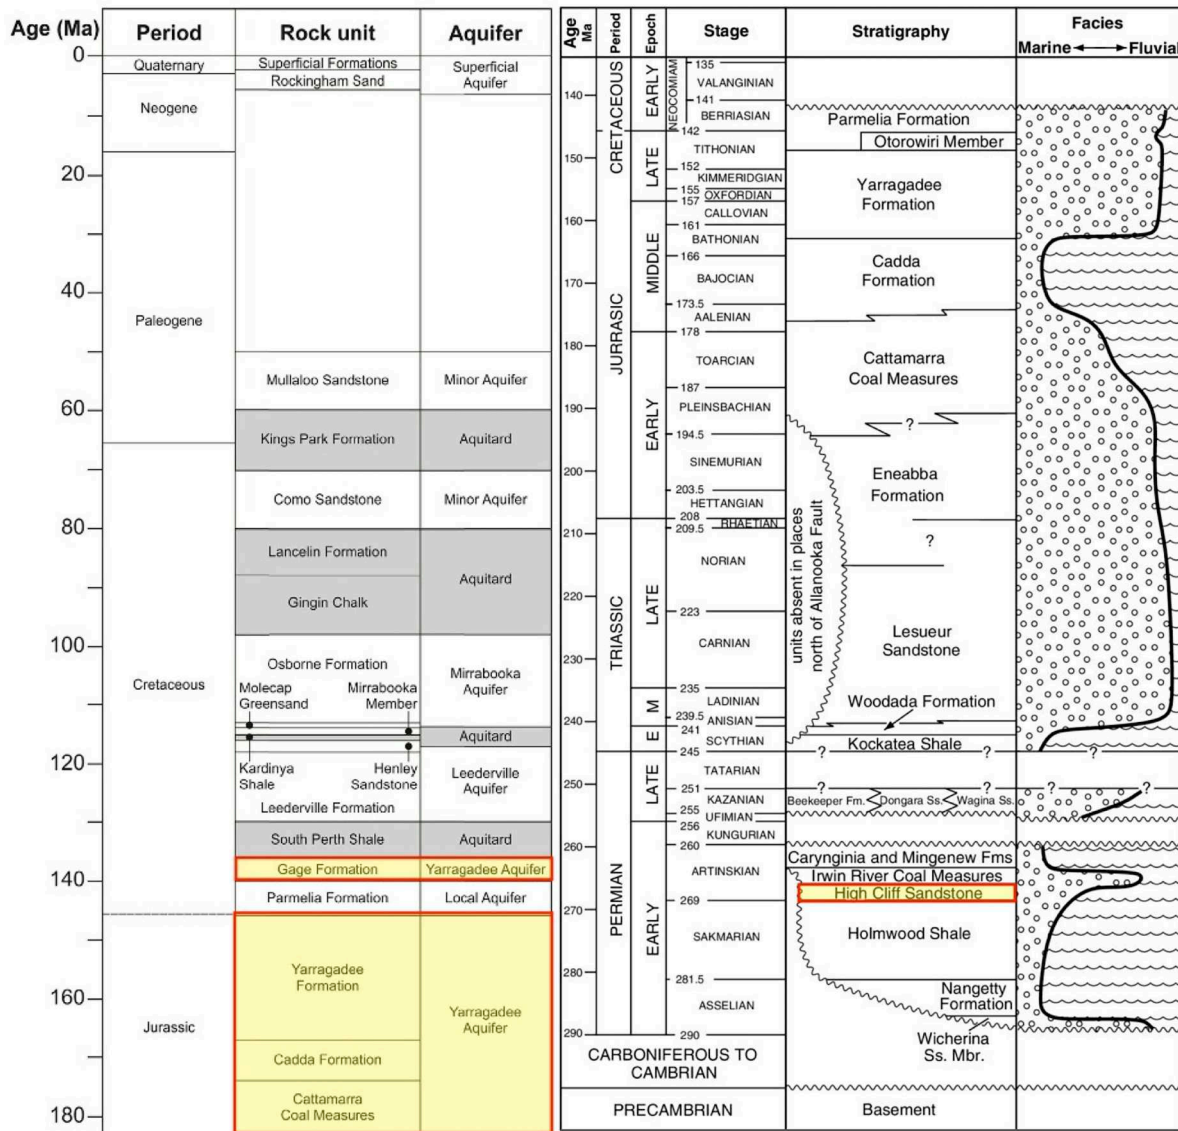 Age (Ma)
Period
Rock unit
Aquifer
0
20
40
60
80
100
120
140
160
180
Quaternary
Neogene
Paleogene
Cretaceous
Jurassic
Superficial Formations
Rockingham Sand
Mullaloo Sandstone
Kings Park Formation
Como Sandstone
Lancelin Formation
Gingin Chalk
Osborne Formation
Molecap
Greensand
Mirrabooka
Member
Kardinya
Shale
Henley
Sandstone
Leederville Formation
South Perth Shale
Gage Formation
Parmelia Formation
Yarragadee
Formation
Cadda Formation
Cattamarra
Coal Measures
Superficial
Aquifer
Minor Aquifer
Aquitard
Minor Aquifer
Aquitard
Mirrabooka
Aquifer
Aquitard
Leederville
Aquifer
Aquitard
Yarragadee Aquifer
Local Aquifer
Yarragadee
Aquifer
Age
Ma
Period
Epoch
Stage
Stratigraphy
Facies
Marine
Fluvial
140
150
160
170
180
190
200
210
220
230
240
250
260
270
280
290
CRETACEOUS
JURRASIC
TRIASSIC
PERMIAN
EARLY
NEOCOMIAM
LATE
MIDDLE
EARLY
LATE
M
E
LATE
EARLY
135
VALANGINIAN
141
BERRIASIAN
142
TITHONIAN
152
KIMMERIDGIAN
155
OXFORDIAN
157
CALLOVIAN
161
BATHONIAN
166
BAJOCIAN
173.5
AALENIAN
178
TOARCIAN
187
PLEINSBACHIAN
194.5
SINEMURIAN
203.5
HETTANGIAN
208
RHAETIAN
209.5
NORIAN
223
CARNIAN
235
LADINIAN
239.5
ANISIAN
241
SCYTHIAN
245
TATARIAN
251
KAZANIAN
255
UFIMIAN
256
KUNGURIAN
260
ARTINSKIAN
269
SAKMARIAN
281.5
ASSELIAN
290
CARBONIFEROUS TO
CAMBRIAN
PRECAMBRIAN
Parmelia Formation
Otorowiri Member
Yarragadee
Formation
Cadda
Formation
Cattamarra
Coal Measures
?
Eneabba
Formation
?
units absent in places
north of Allanooka Fault
Lesueur
Sandstone
Woodada Formation
Kockatea Shale
? ? ?
? ? ? ?
Beekeeper Fm. Dongara Ss. Wagina Ss.
Carynginia and Mingenew Fms
Irwin River Coal Measures
High Cliff Sandstone
Holmwood Shale
Nangetty
Formation
Wicherina
Ss. Mbr.
Basement